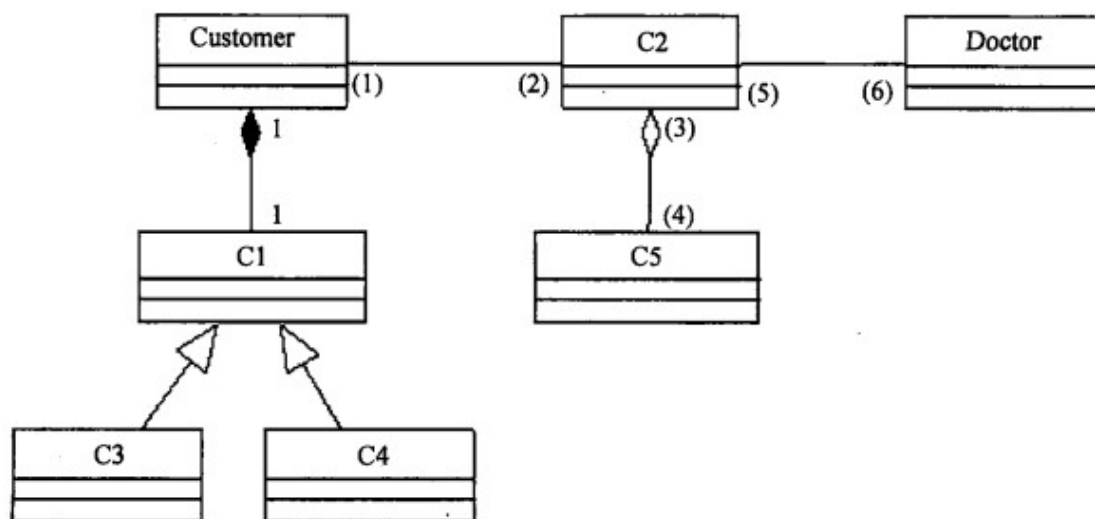 Customer
C2
Doctor
(1)
(2)
(5)
(6)
1
(3)
1
(4)
C1
C5
C3
C4